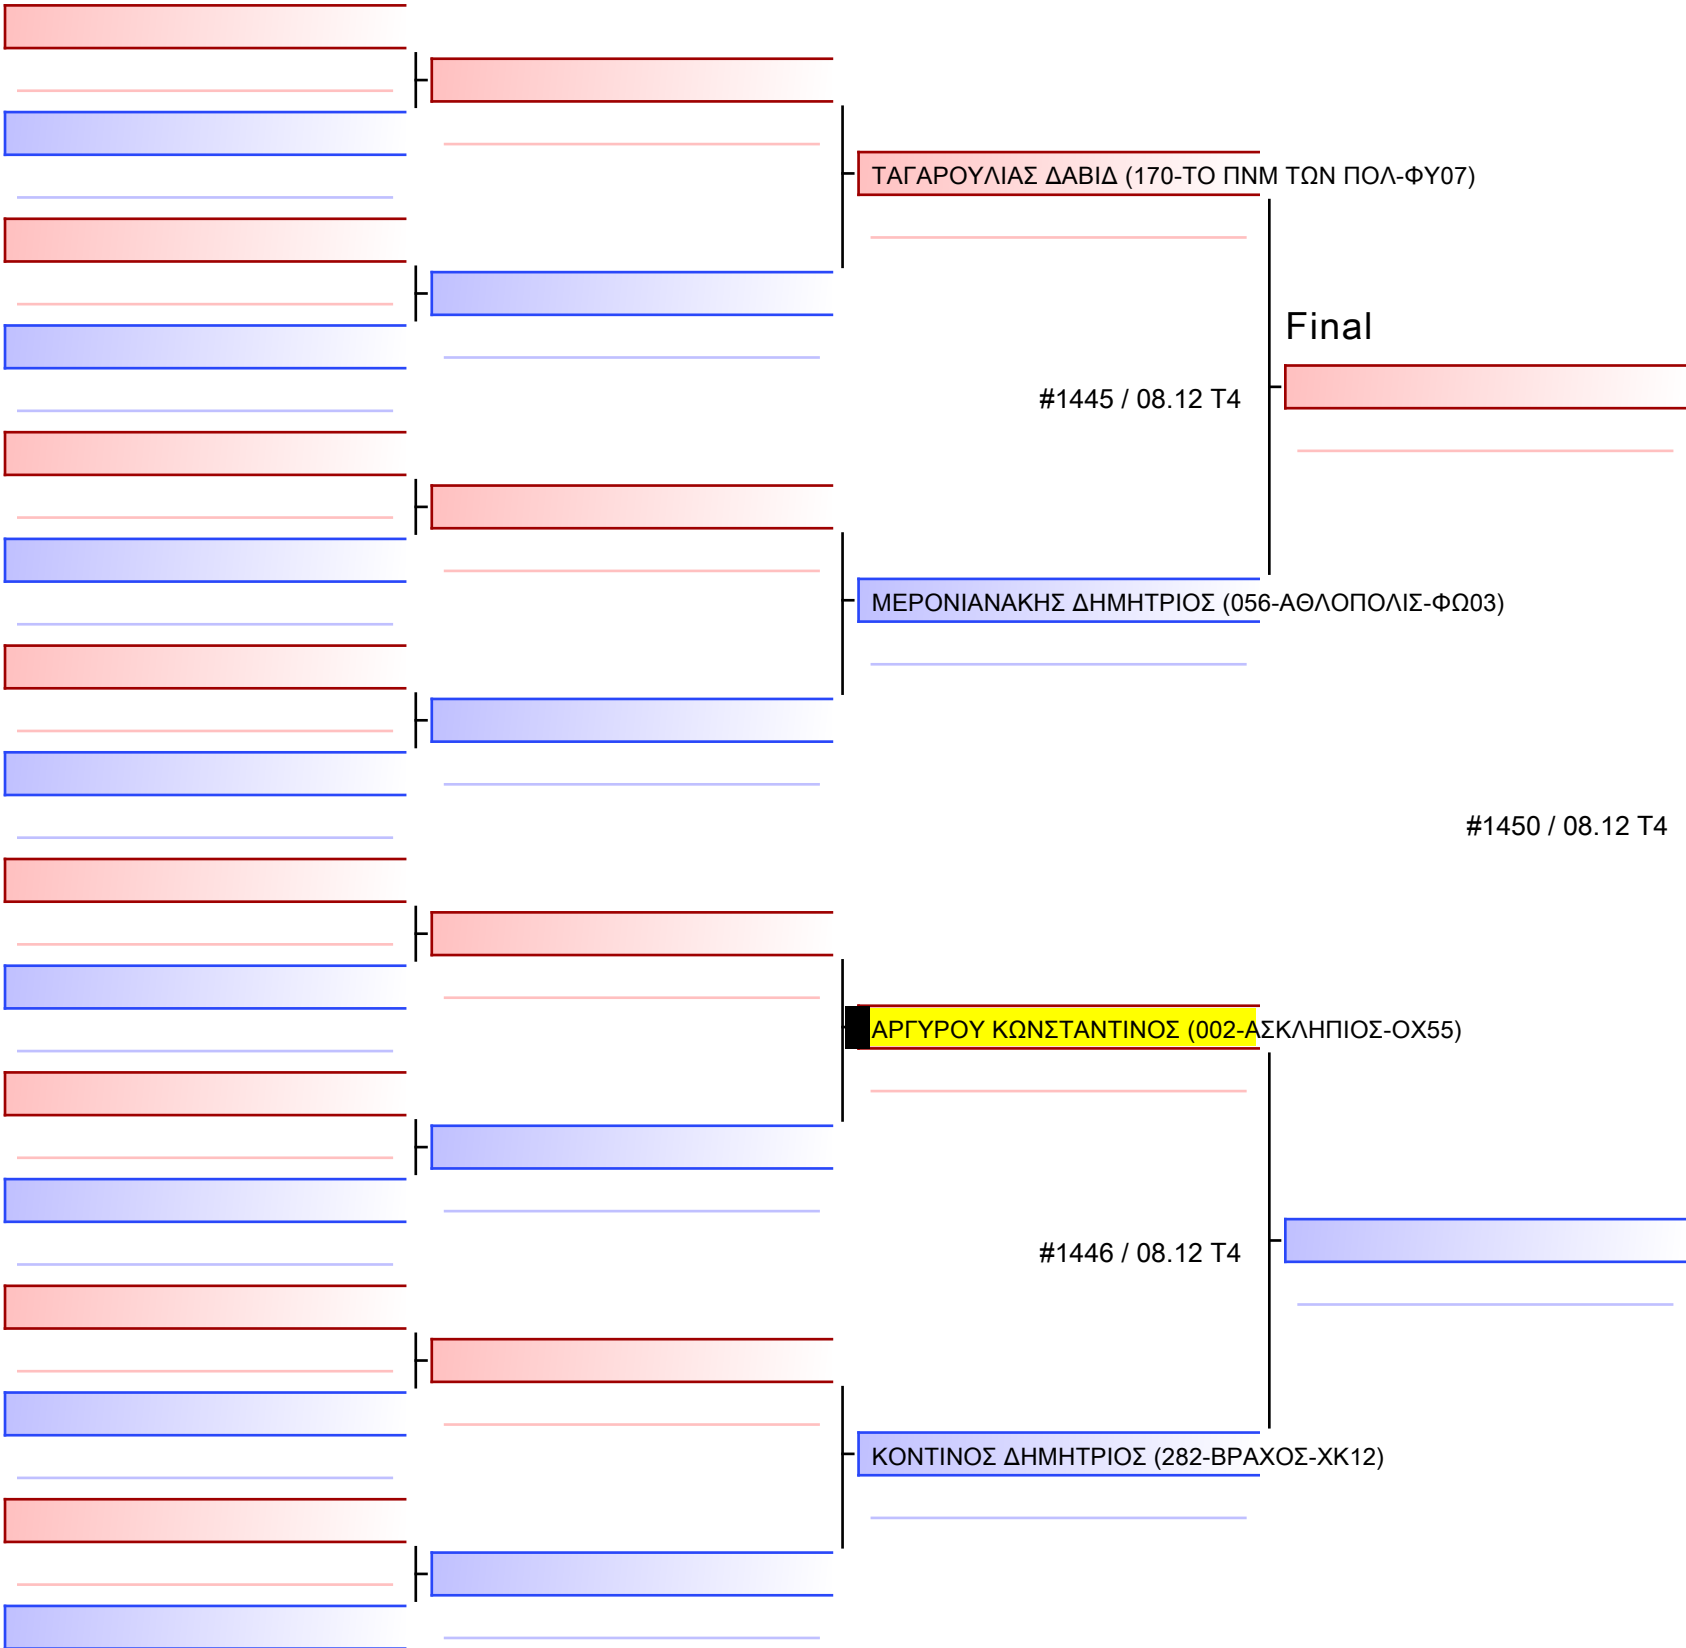 ΤΑΓΑΡΟΥΛΙΑΣ ΔΑΒΙΔ (170-ΤΟ ΠΝΜ ΤΩΝ ΠΟΛ-ΦΥ07)
Final
#1445 / 08.12 T4
ΜΕΡΟΝΙΑΝΑΚΗΣ ΔΗΜΗΤΡΙΟΣ (056-ΑΘΛΟΠΟΛΙΣ-ΦΩ03)
#1450 / 08.12 T4
ΑΡΓΥΡΟΥ ΚΩΝΣΤΑΝΤΙΝΟΣ (002-ΑΣΚΛΗΠΙΟΣ-ΟΧ55)
#1446 / 08.12 T4
ΚΟΝΤΙΝΟΣ ΔΗΜΗΤΡΙΟΣ (282-ΒΡΑΧΟΣ-ΧΚ12)